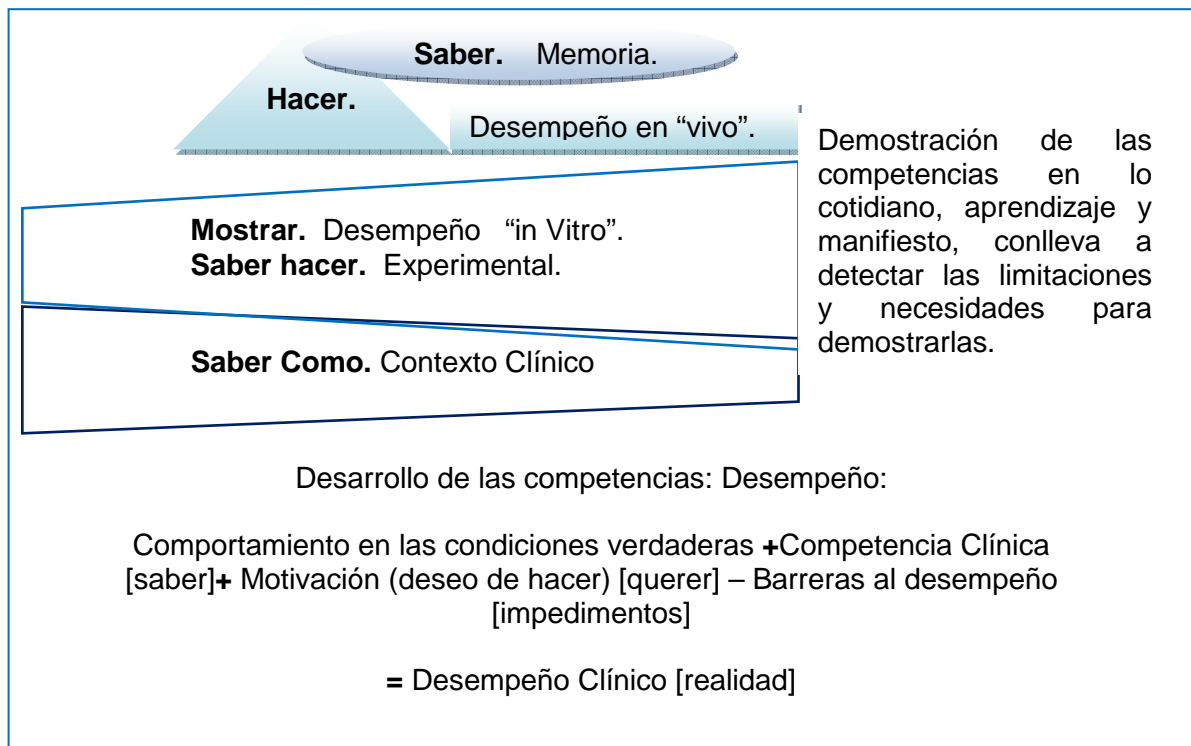 Saber. Memoria.
Hacer.
Desempeño en “vivo”.
Mostrar. Desempeño “in Vitro”.
Saber hacer. Experimental.
Saber Como. Contexto Clínico
Demostración de las
competencias en lo
cotidiano, aprendizaje y
manifiesto, conlleva a
detectar las limitaciones
y necesidades para
demostrarlas.
Desarrollo de las competencias: Desempeño:
Comportamiento en las condiciones verdaderas +Competencia Clínica
[saber]+ Motivación (deseo de hacer) [querer] – Barreras al desempeño
[impedimentos]
= Desempeño Clínico [realidad]